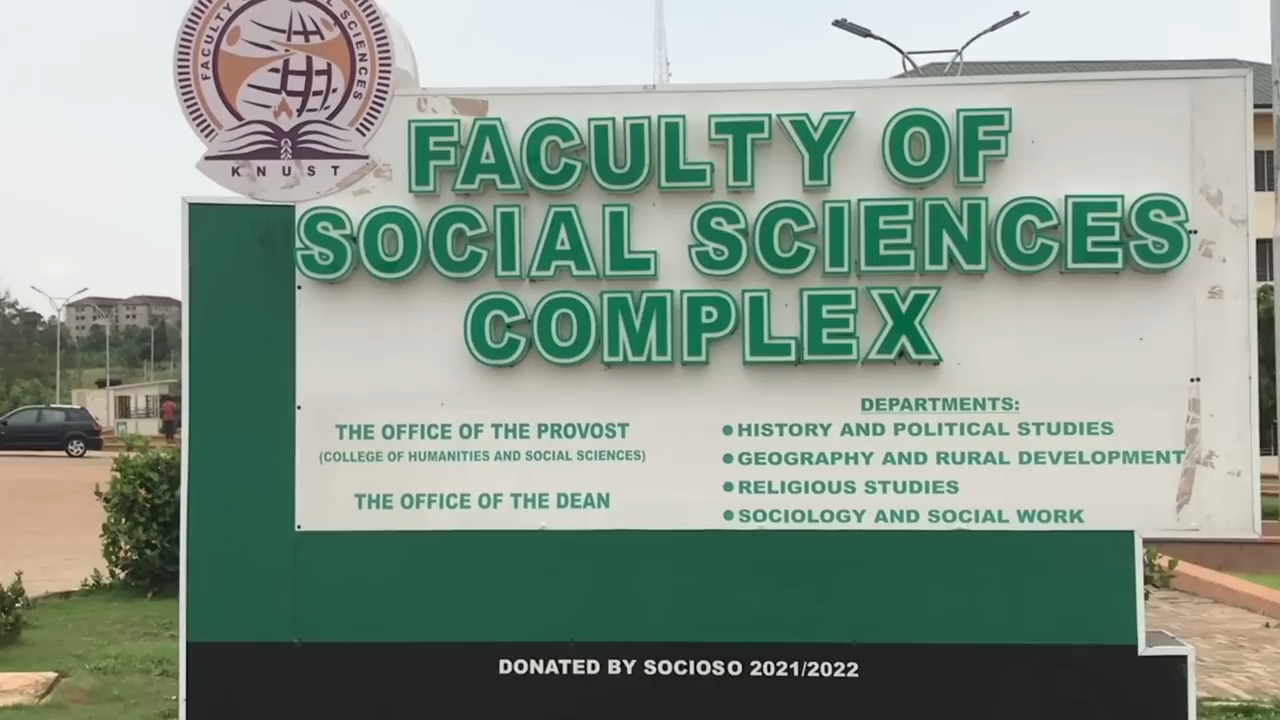 FACULTY SCIENCES
KNUST
FACULTY OF
SOCIAL SCIENCES
COMPLEX
THE OFFICE OF THE PROVOST
(COLLEGE OF HUMANITIES AND SOCIAL SCIENCES)
THE OFFICE OF THE DEAN
DEPARTMENTS:
●HISTORY AND POLITICAL STUDIES
●GEOGRAPHY AND RURAL DEVELOPMENT
●RELIGIOUS STUDIES
●SOCIOLOGY AND SOCIAL WORK
DONATED BY SOCIOSO 2021/2022